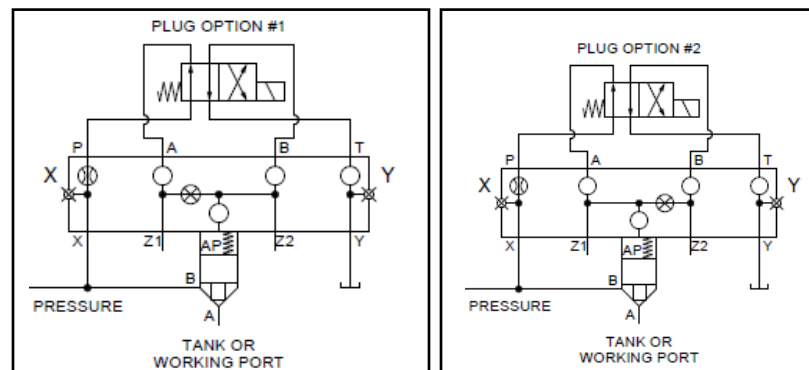 PLUG OPTION #1
P A B T
X Y
X Z1 AP Z2 Y
B
PRESSURE
A
TANK OR
WORKING PORT
PLUG OPTION #2
P A B T
X Y
X Z1 AP Z2 Y
B
PRESSURE
A
TANK OR
WORKING PORT